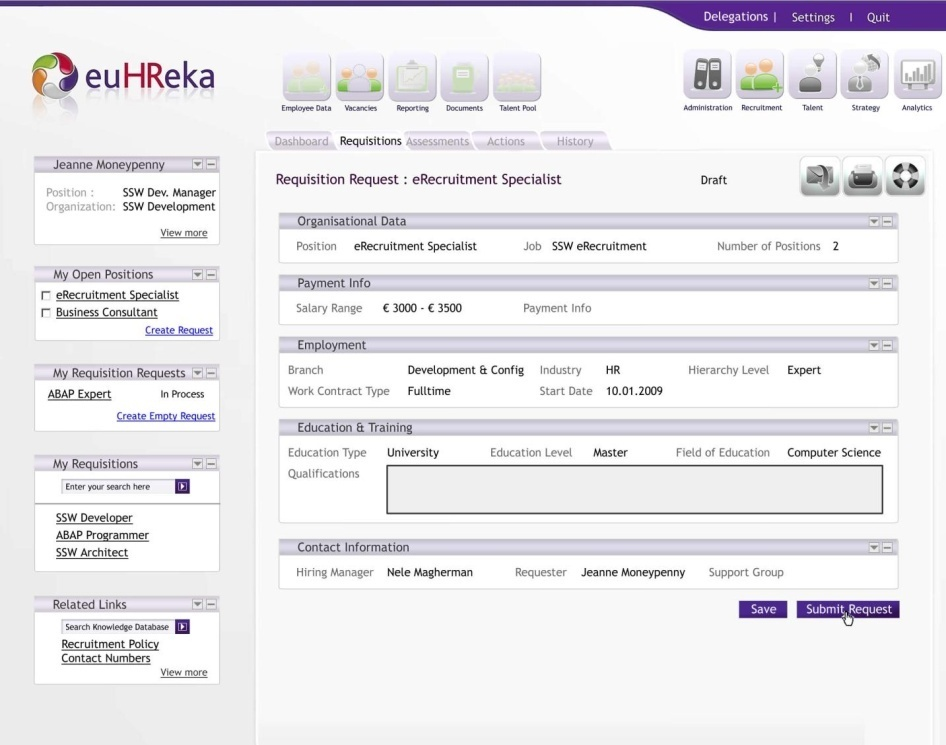 Delegations | Settings | Quit
euHReka
Employee Data Vacancies Reporting Documents Talent Pool
Administration Recruitment Talent Strategy Analytics
Dashboard Requisitions Assessments Actions History
Jeanne Moneypenny
Position : SSW Dev. Manager
Organization: SSW Development
View more
My Open Positions
eRecruitment Specialist
Business Consultant
Create Request
My Requisition Requests
ABAP Expert In Process
Create Empty Request
My Requisitions
Enter your search here
SSW Developer
ABAP Programmer
SSW Architect
Related Links
Search Knowledge Database
Recruitment Policy
Contact Numbers
View more
Requisition Request : eRecruitment Specialist Draft
Organisational Data
Position eRecruitment Specialist Job SSW eRecruitment Number of Positions 2
Payment Info
Salary Range € 3000 - € 3500 Payment Info
Employment
Branch Development & Config Industry HR Hierarchy Level Expert
Work Contract Type Fulltime Start Date 10.01.2009
Education & Training
Education Type University Education Level Master Field of Education Computer Science
Qualifications
Contact Information
Hiring Manager Nele Magherman Requester Jeanne Moneypenny Support Group
Save Submit Request